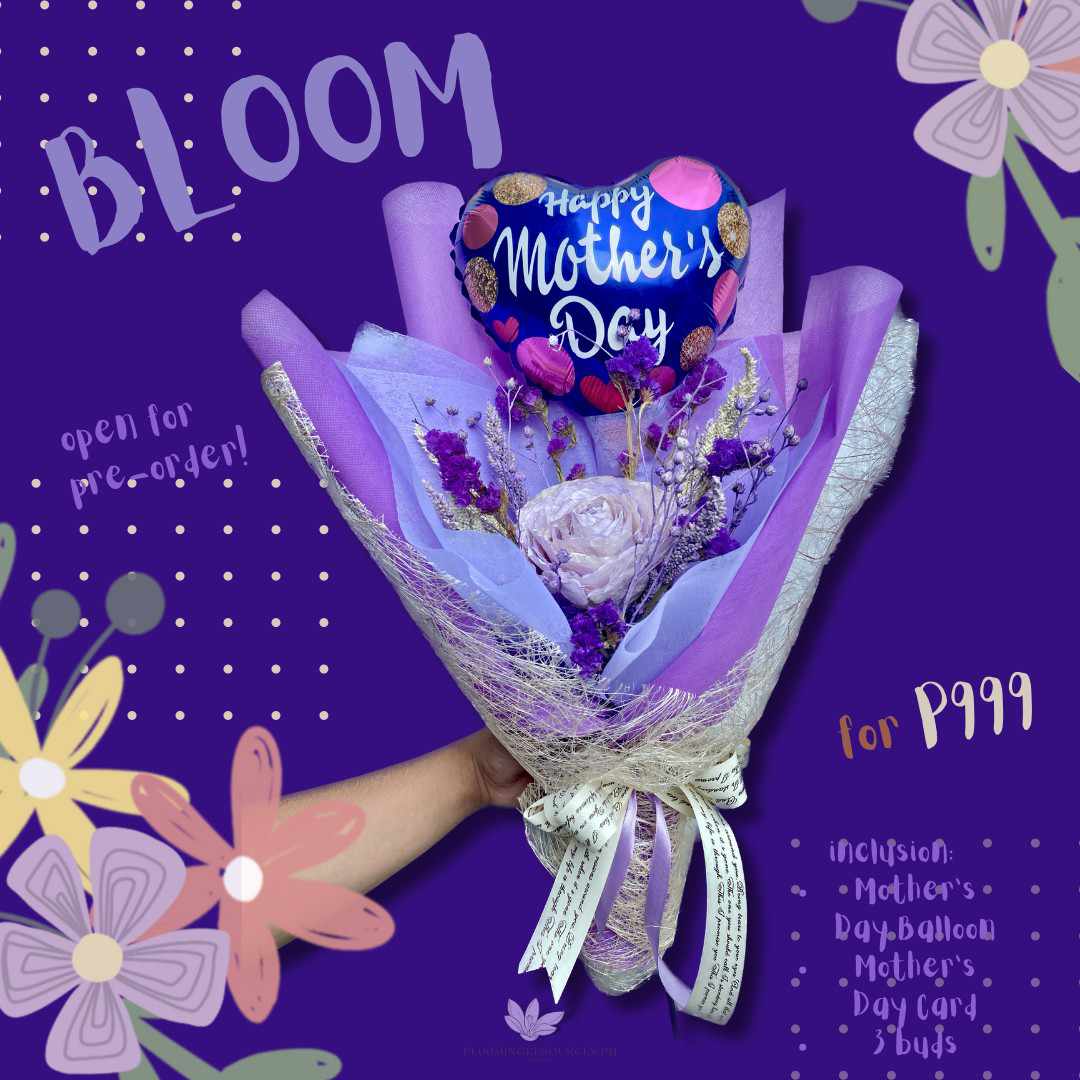 BLOOM
Happy
Mother's
Day
open for
pre-order!
for P999
inclusion:
• Mother's
Day Balloon
• Mother's
Day Card
• 3 buds